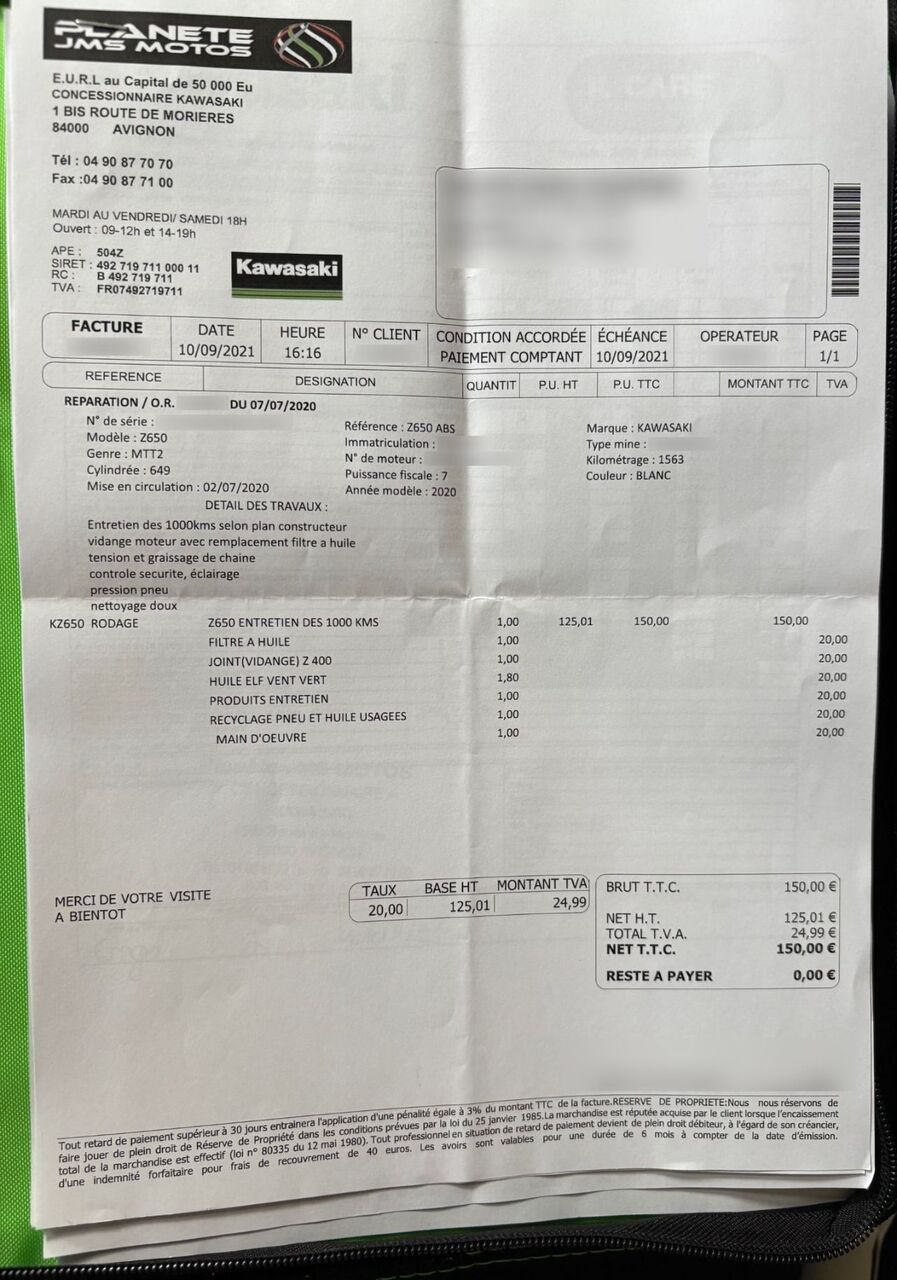 PLANETE
JMS MOTOS
E.U.R.L au Capital de 50 000 Eu
CONCESSIONNAIRE KAWASAKI
1 BIS ROUTE DE MORIERES
84000 AVIGNON
Tél : 04 90 87 70 70
Fax :04 90 87 71 00
MARDI AU VENDREDI/ SAMEDI 18H
Ouvert : 09-12h et 14-19h
APE : 504Z
SIRET : 492 719 711 000 11
RC : B 492 719 711
TVA : FR07492719711
Kawasaki
FACTURE DATE HEURE N° CLIENT CONDITION ACCORDÉE ÉCHÉANCE OPERATEUR PAGE
10/09/2021 16:16 PAIEMENT COMPTANT 10/09/2021 1/1
REFERENCE DESIGNATION QUANTIT P.U. HT P.U. TTC MONTANT TTC TVA
REPARATION / O.R. DU 07/07/2020
N° de série :
Modèle : Z650
Genre : MTT2
Cylindrée : 649
Mise en circulation : 02/07/2020
Référence : Z650 ABS
Immatriculation :
N° de moteur :
Puissance fiscale : 7
Année modèle : 2020
Marque : KAWASAKI
Type mine :
Kilométrage : 1563
Couleur : BLANC
DETAIL DES TRAVAUX :
Entretien des 1000kms selon plan constructeur
vidange moteur avec remplacement filtre a huile
tension et graissage de chaine
controle securite, éclairage
pression pneu
nettoyage doux
KZ650 RODAGE Z650 ENTRETIEN DES 1000 KMS 1,00 125,01 150,00 150,00
FILTRE A HUILE 1,00 20,00
JOINT(VIDANGE) Z 400 1,00 20,00
HUILE ELF VENT VERT 1,80 20,00
PRODUITS ENTRETIEN 1,00 20,00
RECYCLAGE PNEU ET HUILE USAGEES 1,00 20,00
MAIN D'OEUVRE 1,00 20,00
MERCI DE VOTRE VISITE
A BIENTOT
TAUX BASE HT MONTANT TVA
20,00 125,01 24,99
BRUT T.T.C. 150,00 €
NET H.T. 125,01 €
TOTAL T.V.A. 24,99 €
NET T.T.C. 150,00 €
RESTE A PAYER 0,00 €
Tout retard de paiement supérieur à 30 jours entrainera l'application d'une pénalité égale à 3% du montant TTC de la facture.RESERVE DE PROPRIETE:Nous nous réservons de
faire jouer de plein droit de Réserve de Propriété dans les conditions prévues par la loi du 25 janvier 1985.La marchandise est réputée acquise par le client lorsque l'encaissement
total de la marchandise est effectif (loi n° 80335 du 12 mai 1980). Tout professionnel en situation de retard de paiement devient de plein droit débiteur, à l'égard de son créancier,
d'une indemnité forfaitaire pour frais de recouvrement de 40 euros. Les avoirs sont valables pour une durée de 6 mois à compter de la date d'émission.